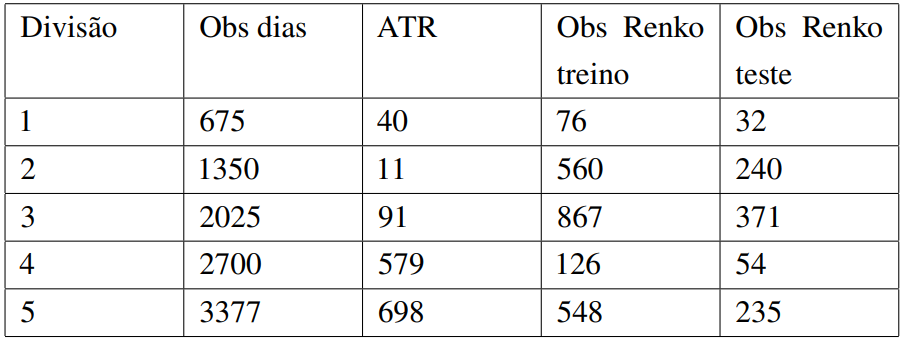 Divisão Obs dias ATR Obs Renko treino Obs Renko teste
1 675 40 76 32
2 1350 11 560 240
3 2025 91 867 371
4 2700 579 126 54
5 3377 698 548 235